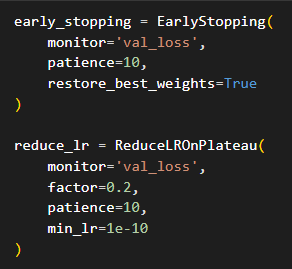 early_stopping = EarlyStopping(
    monitor='val_loss',
    patience=10,
    restore_best_weights=True
)
reduce_lr = ReduceLROnPlateau(
    monitor='val_loss',
    factor=0.2,
    patience=10,
    min_lr=1e-10
)